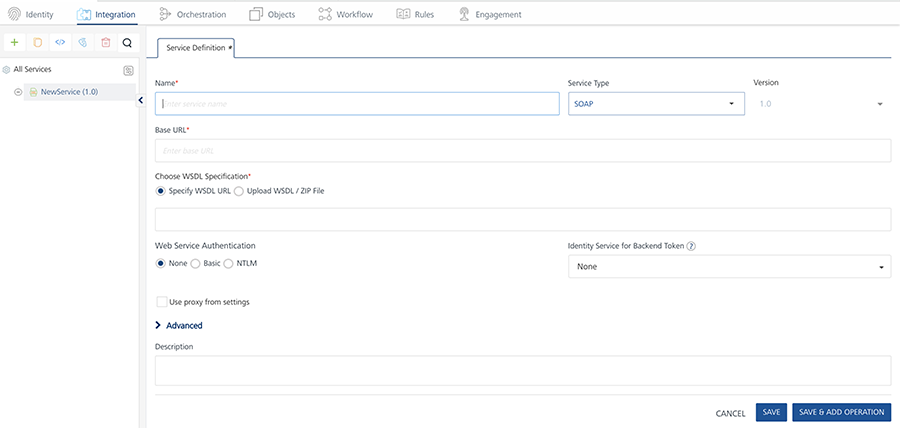 Identity Integration Orchestration Objects Workflow Rules Engagement
Service Definition *
All Services
NewService (1.0)
Name* Service Type Version
Enter service name SOAP 1.0
Base URL*
Enter base URL
Choose WSDL Specification*
Specify WSDL URL Upload WSDL / ZIP File
Web Service Authentication Identity Service for Backend Token ?
None Basic NTLM None
Use proxy from settings
Advanced
Description
CANCEL SAVE SAVE & ADD OPERATION